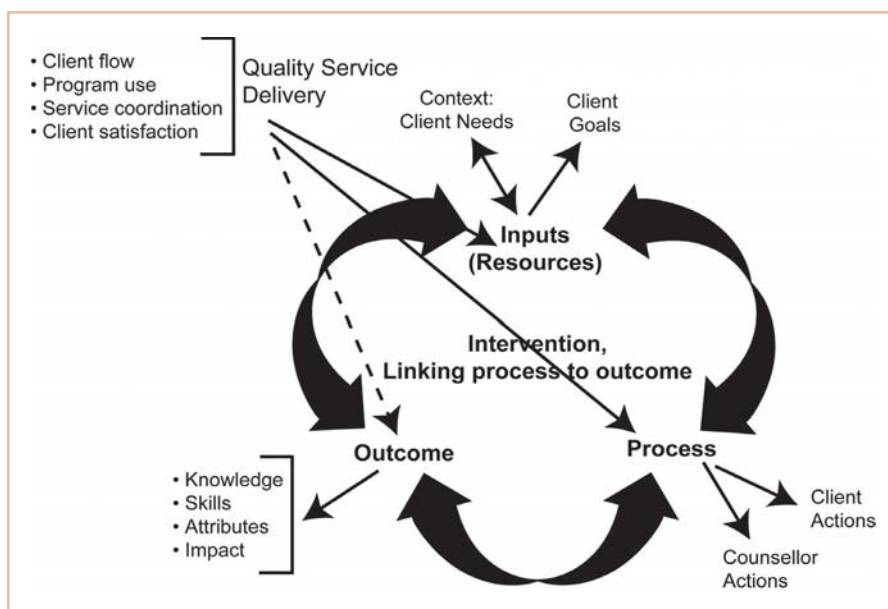 • Client flow
• Program use
• Service coordination
• Client satisfaction
Quality Service
Delivery
Context:
Client Needs
Client
Goals
Inputs
(Resources)
Intervention,
Linking process to outcome
Outcome
Process
• Knowledge
• Skills
• Attributes
• Impact
Client
Actions
Counsellor
Actions